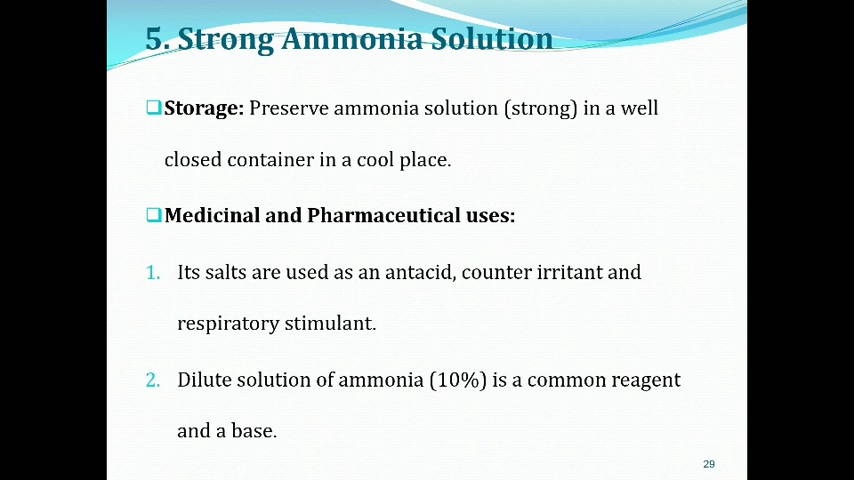 5. Strong Ammonia Solution
Storage: Preserve ammonia solution (strong) in a well
closed container in a cool place.
Medicinal and Pharmaceutical uses:
1. Its salts are used as an antacid, counter irritant and
respiratory stimulant.
2. Dilute solution of ammonia (10%) is a common reagent
and a base.
29